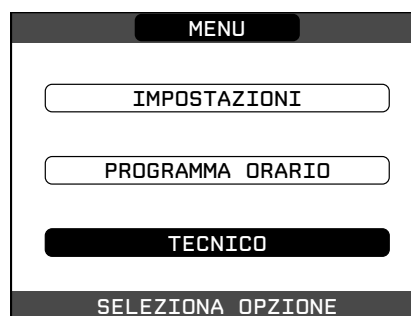 MENU
IMPOSTAZIONI
PROGRAMMA ORARIO
TECNICO
SELEZIONA OPZIONE